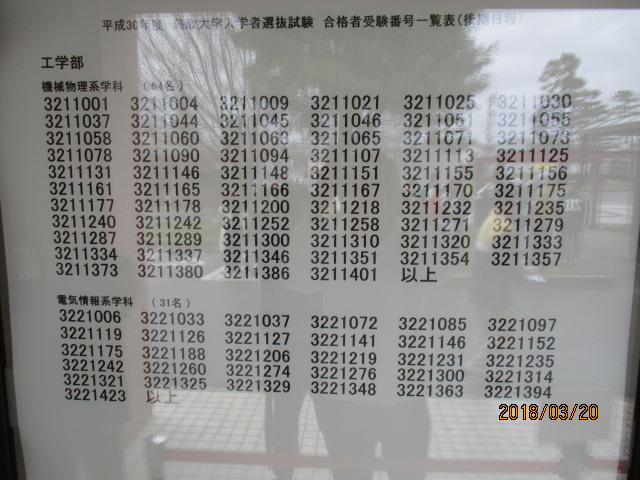 平成30年度 鳥取大学入学者選抜試験 合格者受験番号一覧表(後期日程)
工学部
機械物理系学科 (64名)
3211001 3211004 3211009 3211021 3211025 3211030
3211037 3211044 3211045 3211046 3211051 3211055
3211058 3211060 3211063 3211065 3211071 3211073
3211078 3211090 3211094 3211107 3211113 3211125
3211131 3211146 3211148 3211151 3211155 3211156
3211161 3211165 3211166 3211167 3211170 3211175
3211177 3211178 3211200 3211218 3211232 3211235
3211240 3211242 3211252 3211258 3211271 3211279
3211287 3211289 3211300 3211310 3211320 3211333
3211334 3211337 3211346 3211351 3211354 3211357
3211373 3211380 3211386 3211401 以上
電気情報系学科 (31名)
3221006 3221033 3221037 3221072 3221085 3221097
3221119 3221126 3221127 3221141 3221146 3221152
3221175 3221188 3221206 3221219 3221231 3221235
3221242 3221260 3221274 3221276 3221300 3221314
3221321 3221325 3221329 3221348 3221363 3221394
3221423 以上
2018/03/20